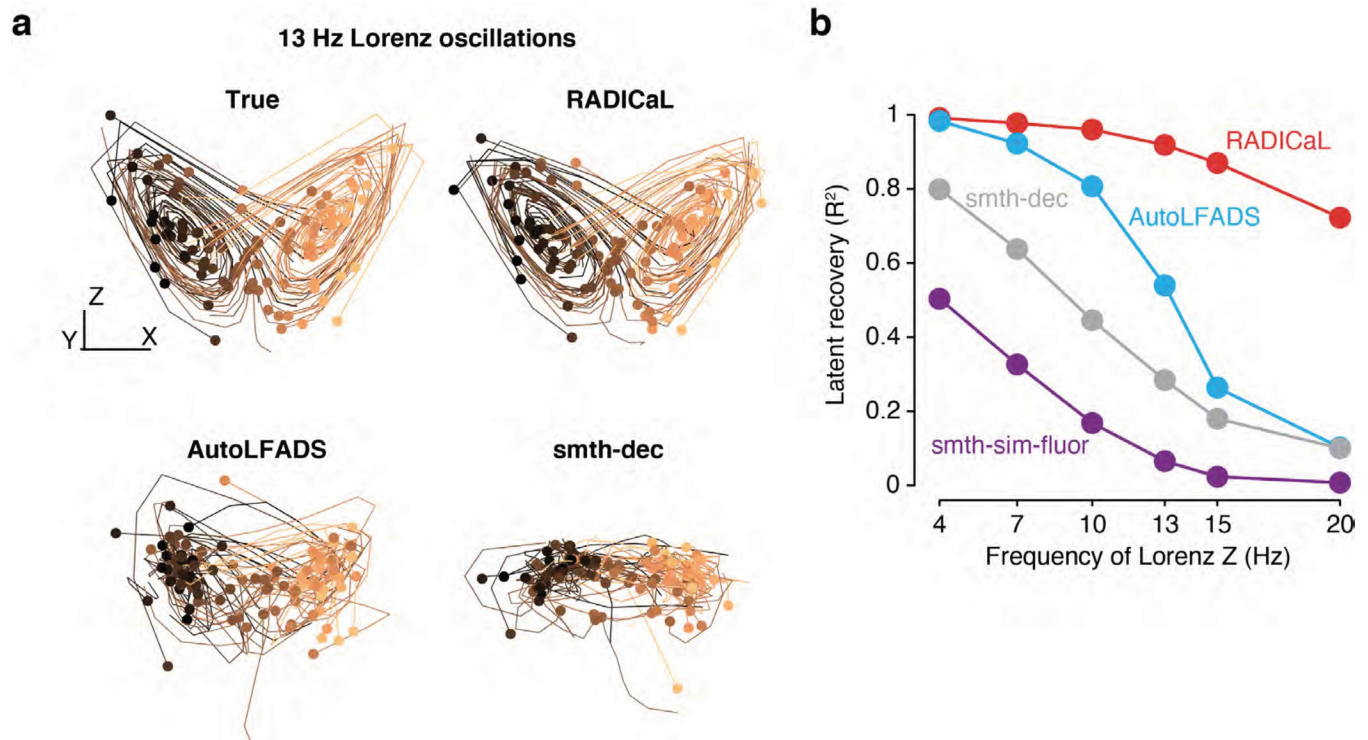 a
13 Hz Lorenz oscillations
True
RADICaL
Z
Y
X
AutoLFADS
smth-dec
b
Latent recovery (R²)
1
0.8
0.6
0.4
0.2
0
RADICaL
smth-dec
AutoLFADS
smth-sim-fluor
4 7 10 13 15 20
Frequency of Lorenz Z (Hz)